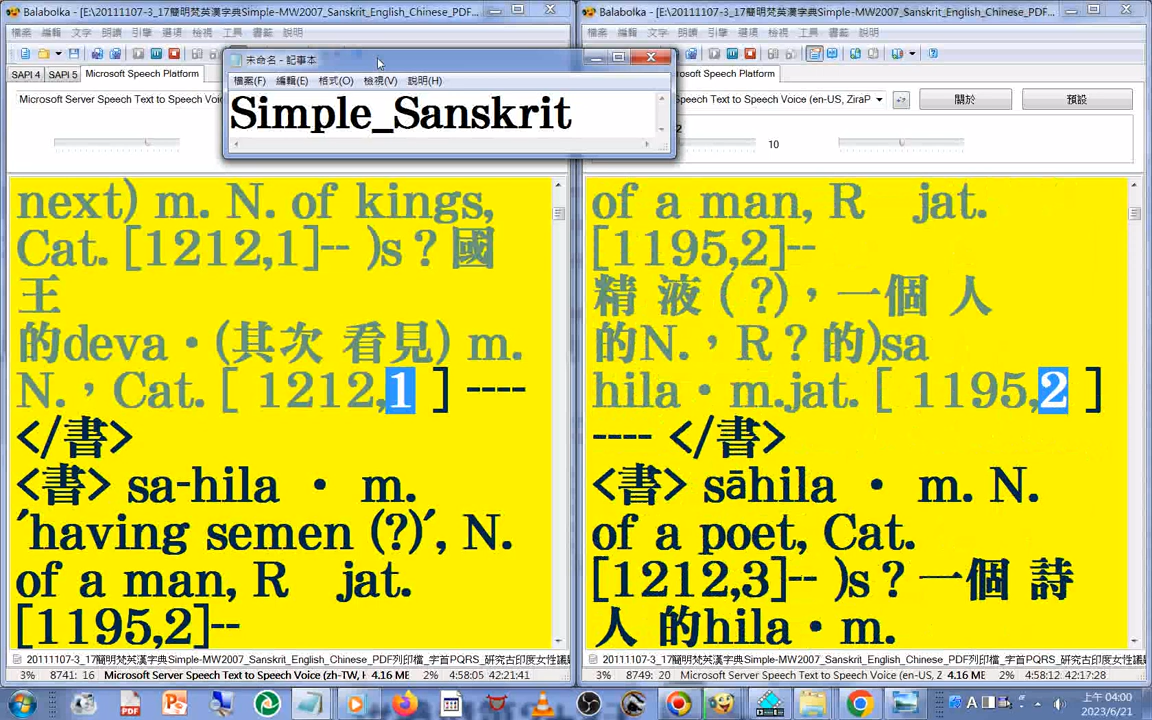 Balabolka - [E:\20111107-3_17簡明梵英漢字典Simple-MW2007_Sanskrit_English_Chinese_PDF...
檔案 編輯 文字 朗讀 引擎 選項 檢視 工具 書籤 說明
SAPI 4 SAPI 5 Microsoft Speech Platform
Microsoft Server Speech Text to Speech Voi
next) m. N. of kings,
Cat. [1212,1]-- )s？國
王
的deva‧(其次 看見) m.
N.，Cat. [ 1212,1 ] ----
</書>
<書> sa-hila ‧ m.
'having semen (?)', N.
of a man, R jat.
[1195,2]--
20111107-3_17簡明梵英漢字典Simple-MW2007_Sanskrit_English_Chinese_PDF列印檔_字首PQRS_研究古印度女性議
3% 8741: 16 Microsoft Server Speech Text to Speech Voice (zh-TW, H 4.16 MB 2% 4:58:05 42:21:41
未命名 - 記事本
檔案(F) 編輯(E) 格式(O) 檢視(V) 說明(H)
Simple_Sanskrit
Balabolka - [E:\20111107-3_17簡明梵英漢字典Simple-MW2007_Sanskrit_English_Chinese_PDF...
擎 選項 檢視 工具 書籤 說明
eech Platform
eech Text to Speech Voice (en-US, ZiraP 關於 預設
2
10
of a man, R jat.
[1195,2]--
精 液 ( ?)，一個 人
的N.，R？的)sa
hila‧m.jat. [ 1195,2 ]
---- </書>
<書> sāhila ‧ m. N.
of a poet, Cat.
[1212,3]-- )s？一個 詩
人 的hila‧m.
20111107-3_17簡明梵英漢字典Simple-MW2007_Sanskrit_English_Chinese_PDF列印檔_字首PQRS_研究古印度女性議
3% 8749: 20 Microsoft Server Speech Text to Speech Voice (en-US, Z 4.16 MB 2% 4:58:12 42:17:28
上午 04:00
2023/6/21